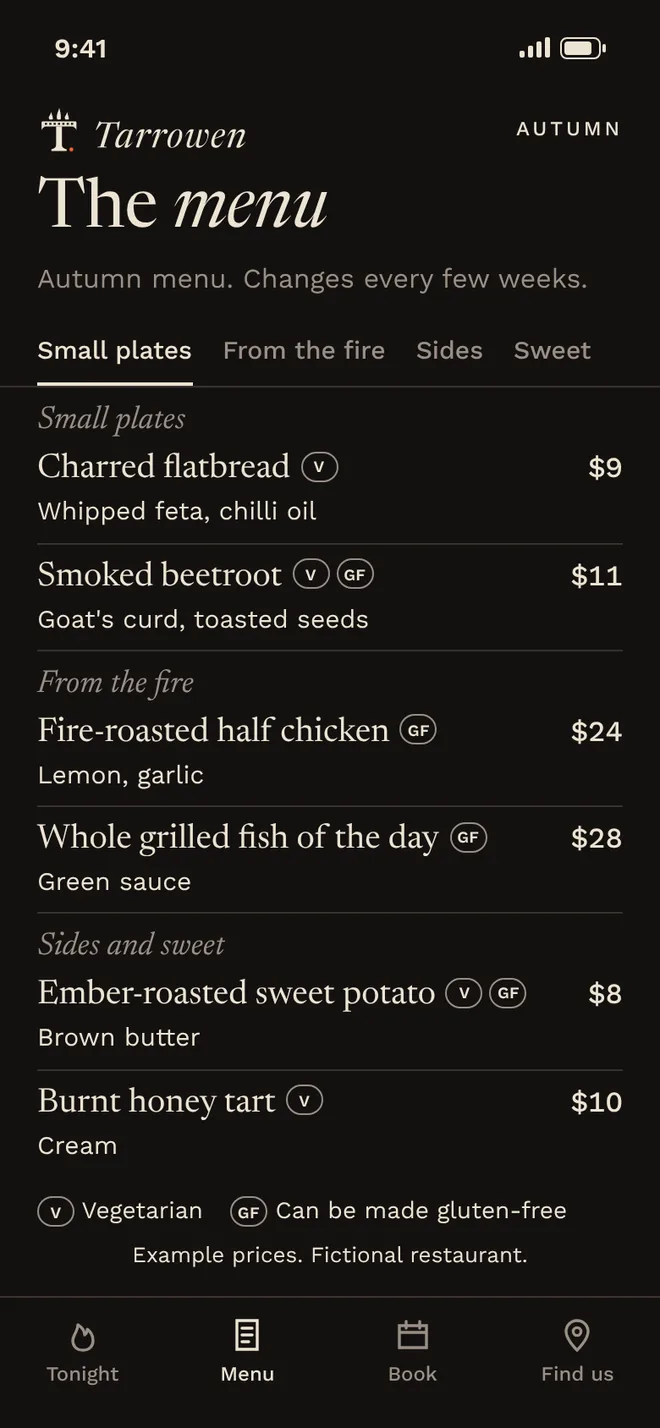 9:41
Tarrowen
AUTUMN
The menu
Autumn menu. Changes every few weeks.
Small plates From the fire Sides Sweet
Small plates
Charred flatbread V $9
Whipped feta, chilli oil
Smoked beetroot V GF $11
Goat's curd, toasted seeds
From the fire
Fire-roasted half chicken GF $24
Lemon, garlic
Whole grilled fish of the day GF $28
Green sauce
Sides and sweet
Ember-roasted sweet potato V GF $8
Brown butter
Burnt honey tart V $10
Cream
V Vegetarian GF Can be made gluten-free
Example prices. Fictional restaurant.
Tonight Menu Book Find us